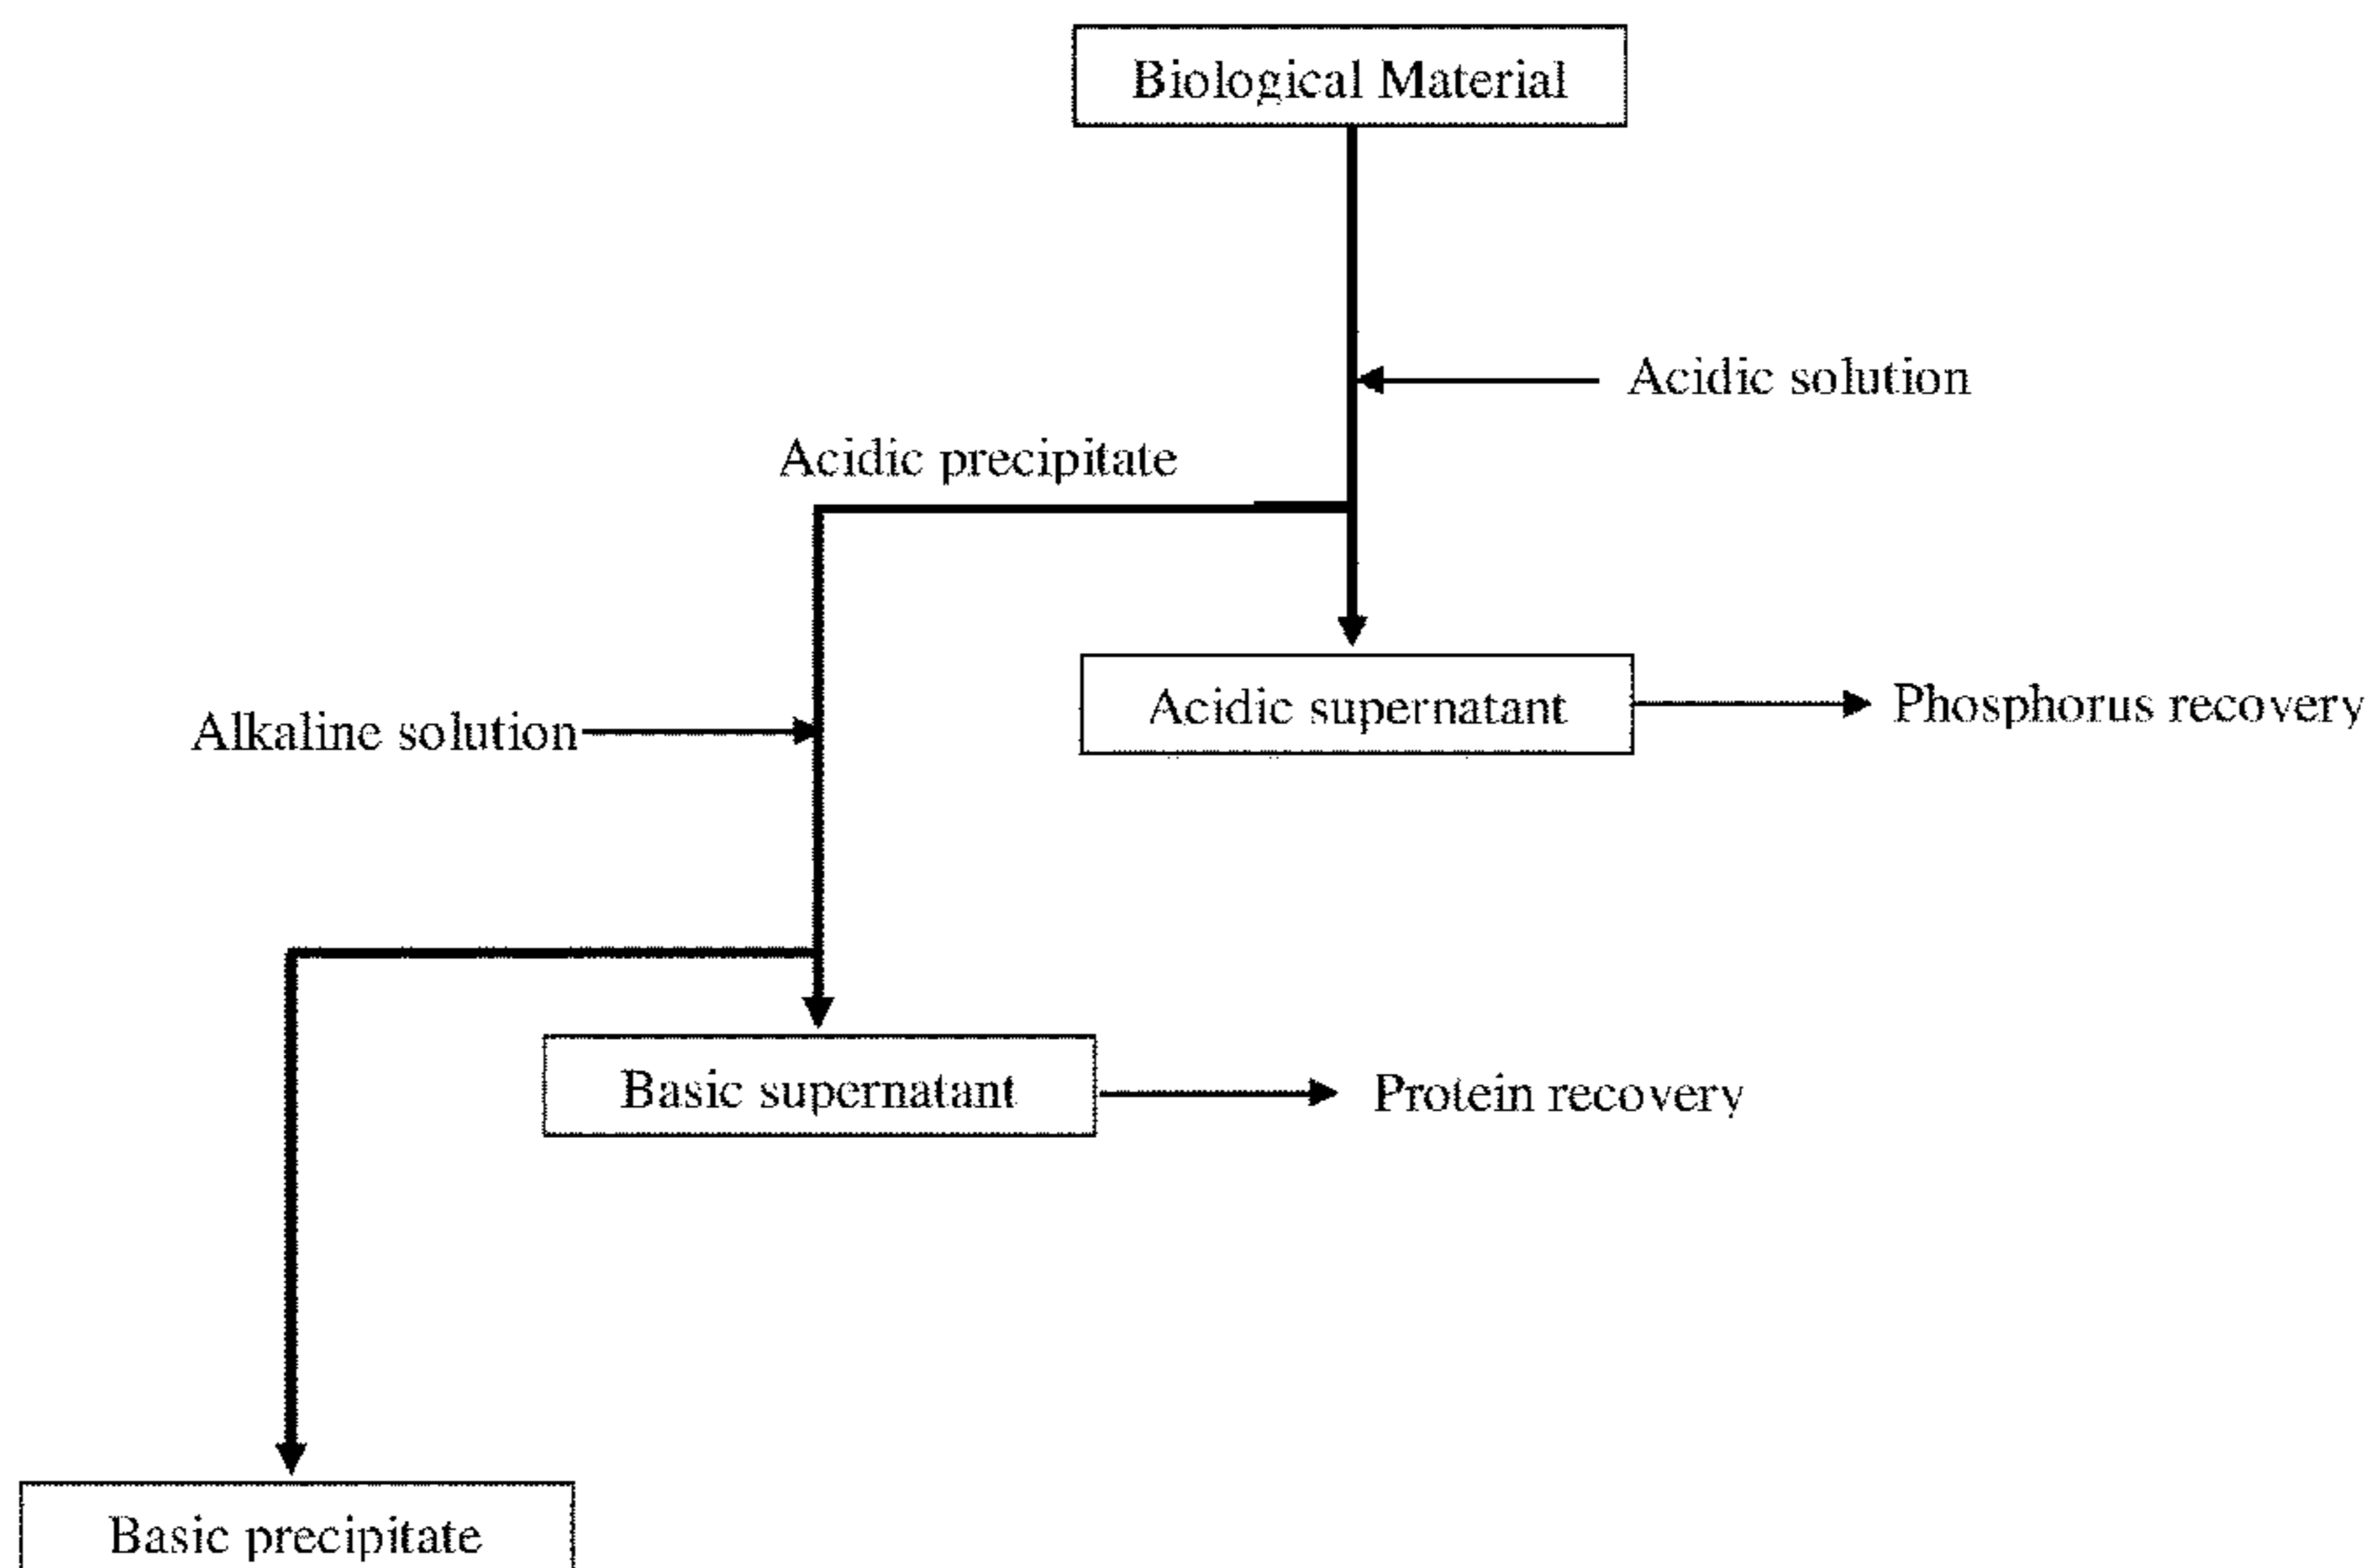 Biological Material
Acidic solution
Acidic precipitate
Acidic supernatant
Phosphorus recovery
Alkaline solution
Basic supernatant
Protein recovery
Basic precipitate